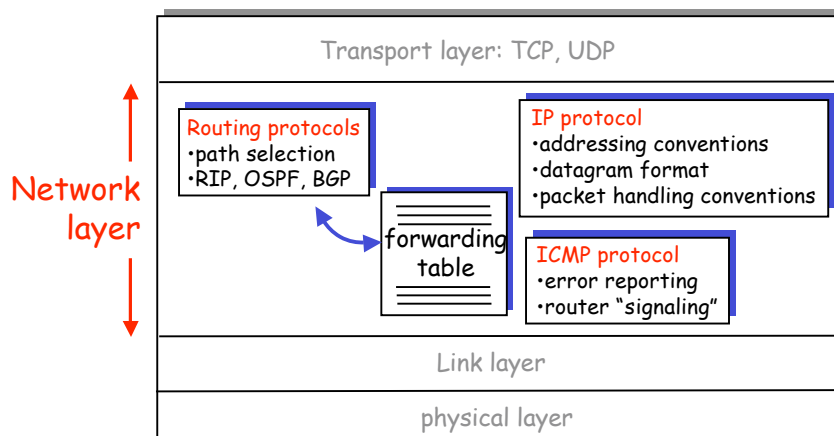 Transport layer: TCP, UDP
Network
layer
Routing protocols
•path selection
•RIP, OSPF, BGP
forwarding
table
IP protocol
•addressing conventions
•datagram format
•packet handling conventions
ICMP protocol
•error reporting
•router “signaling”
Link layer
physical layer